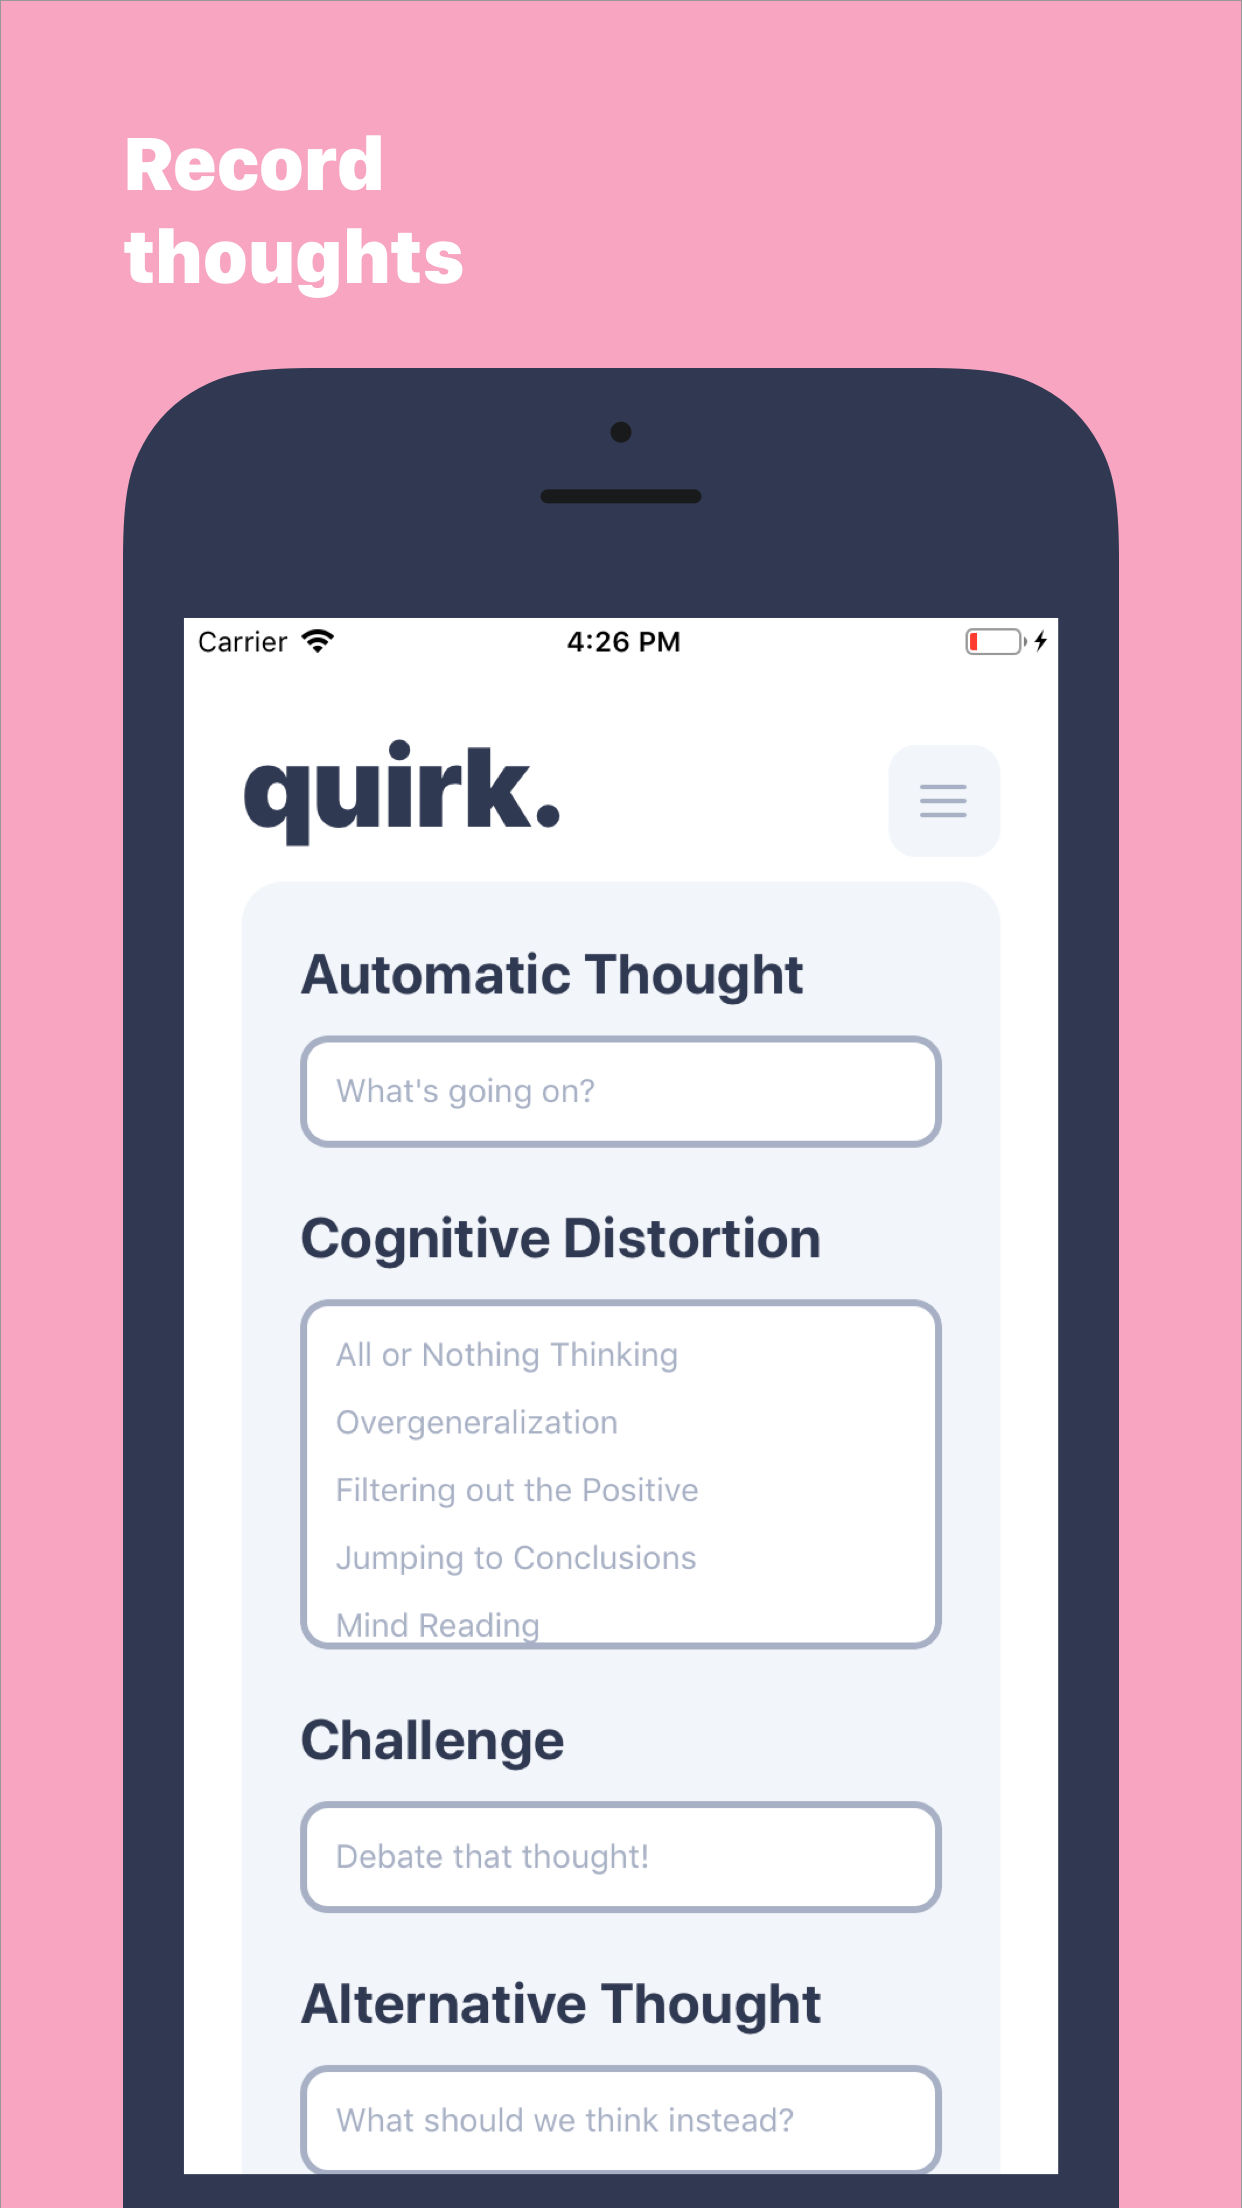 Record
thoughts
Carrier
4:26 PM
quirk.
Automatic Thought
What's going on?
Cognitive Distortion
All or Nothing Thinking
Overgeneralization
Filtering out the Positive
Jumping to Conclusions
Mind Reading
Challenge
Debate that thought!
Alternative Thought
What should we think instead?